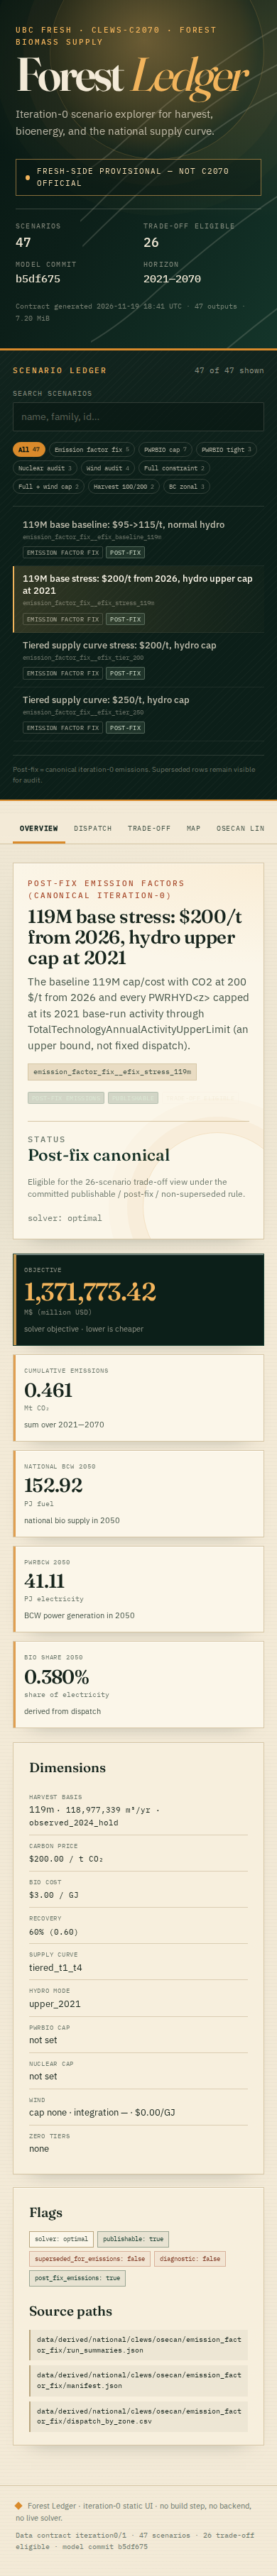 UBC FRESH · CLEWS-C2070 · FOREST
BIOMASS SUPPLY
Forest Ledger
Iteration-0 scenario explorer for harvest,
bioenergy, and the national supply curve.
FRESH-SIDE PROVISIONAL — NOT C2070
OFFICIAL
SCENARIOS
47
TRADE-OFF ELIGIBLE
26
MODEL COMMIT
b5df675
HORIZON
2021—2070
Contract generated 2026-11-19 18:41 UTC · 47 outputs ·
7.20 MiB
SCENARIO LEDGER
47 of 47 shown
SEARCH SCENARIOS
name, family, id...
All 47
Emission factor fix 5
PWRBIO cap 7
PWRBIO tight 3
Nuclear audit
Wind audit 4
Full constraint 2
Full + wind cap 2
Harvest 100/200 2
BC zonal 3
119M base baseline: $95->115/t, normal hydro
emission_factor_fix__efix_baseline_119m
EMISSION FACTOR FIX
POST-FIX
119M base stress: $200/t from 2026, hydro upper cap
at 2021
emission_factor_fix__efix_stress_119m
EMISSION FACTOR FIX
POST-FIX
Tiered supply curve stress: $200/t, hydro cap
emission_factor_fix__efix_tier_200
EMISSION FACTOR FIX
POST-FIX
Tiered supply curve: $250/t, hydro cap
emission_factor_fix__efix_tier_250
EMISSION FACTOR FIX
POST-FIX
Post-fix = canonical iteration-0 emissions. Superseded rows remain visible
for audit.
OVERVIEW
DISPATCH
TRADE-OFF
MAP
OSECAN LIN
POST-FIX EMISSION FACTORS
(CANONICAL ITERATION-0)
119M base stress: $200/t
from 2026, hydro upper
cap at 2021
The baseline 119M cap/cost with CO2 at 200
$/t from 2026 and every PWRHYD<z> capped
at its 2021 base-run activity through
TotalTechnologyAnnualActivityUpperLimit (an
upper bound, not fixed dispatch).
emission_factor_fix__efix_stress_119m
STATUS
Post-fix canonical
Eligible for the 26-scenario trade-off view under the
committed publishable / post-fix / non-superseded rule.
solver: optimal
OBJECTIVE
1,371,773.42
M$ (million USD)
solver objective · lower is cheaper
CUMULATIVE EMISSIONS
0.461
Mt CO₂
sum over 2021—2070
NATIONAL BCW 2050
152.92
PJ fuel
national bio supply in 2050
PWRBCW 2050
41.11
PJ electricity
BCW power generation in 2050
BIO SHARE 2050
0.380%
share of electricity
derived from dispatch
Dimensions
HARVEST BASIS
119m · 118,977,339 m³/yr ·
observed_2024_hold
CARBON PRICE
$200.00 / t CO₂
BIO COST
$3.00 / GJ
RECOVERY
60% (0.60)
SUPPLY CURVE
tiered_t1_t4
HYDRO MODE
upper_2021
PWRBIO CAP
not set
NUCLEAR CAP
not set
WIND
cap none · integration — · $0.00/GJ
ZERO TIERS
none
Flags
solver: optimal
publishable: true
superseded_for_emissions: false
diagnostic: false
post_fix_emissions: true
Source paths
data/derived/national/clews/osecan/emission_fact
or_fix/run_summaries.json
data/derived/national/clews/osecan/emission_fact
or_fix/manifest.json
data/derived/national/clews/osecan/emission_fact
or_fix/dispatch_by_zone.csv
Forest Ledger · iteration-0 static UI · no build step, no backend,
no live solver.
Data contract iteration0/1 · 47 scenarios · 26 trade-off
eligible · model commit b5df675